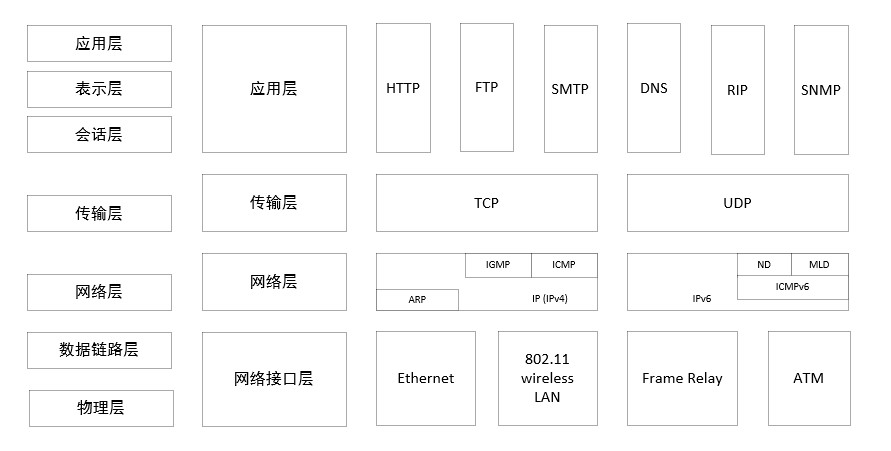 应用层
表示层
会话层
传输层
网络层
数据链路层
物理层
应用层
传输层
网络层
网络接口层
HTTP
FTP
SMTP
DNS
RIP
SNMP
TCP
UDP
IGMP
ICMP
ARP
IP (IPv4)
ND
MLD
ICMPv6
IPv6
Ethernet
802.11
wireless
LAN
Frame Relay
ATM